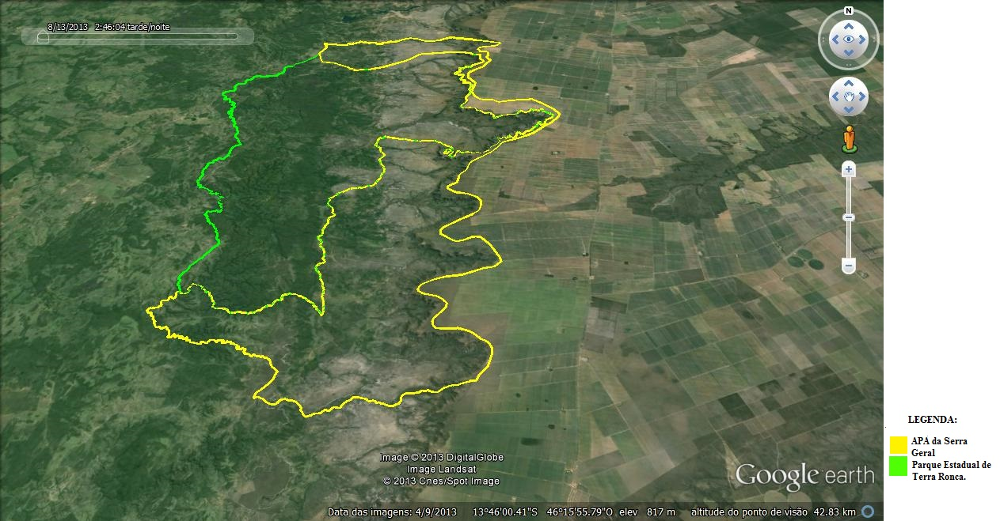 8/13/2013 2:46:04 tarde/noite
N
LEGENDA:
APA da Serra
Geral
Parque Estadual de
Terra Ronca.
Image © 2013 DigitalGlobe
Image Landsat
© 2013 Cnes/Spot Image
Google earth
Data das imagens: 4/9/2013 13°46'00.41"S 46°15'55.79"O elev 817 m altitude do ponto de visão 42.83 km